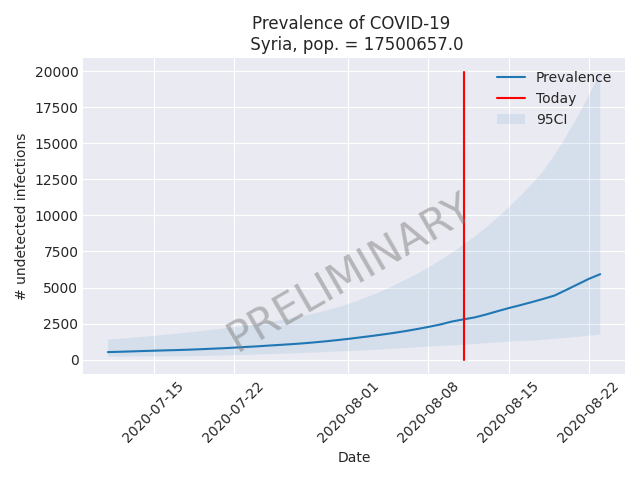 Prevalence of COVID-19
Syria, pop. = 17500657.0
20000
17500
15000
12500
10000
7500
5000
2500
0
# undetected infections
Prevalence
Today
95CI
PRELIMINARY
2020-07-15
2020-07-22
2020-08-01
2020-08-08
2020-08-15
2020-08-22
Date